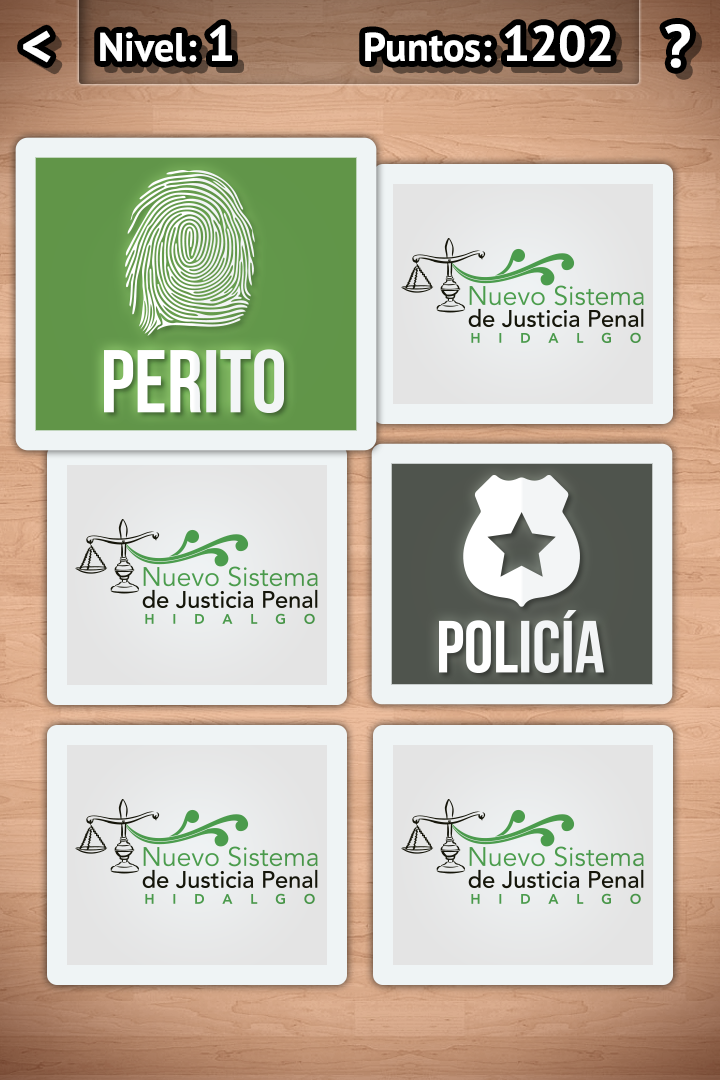 < Nivel: 1 Puntos: 1202 ?
PERITO
Nuevo Sistema
de Justicia Penal
HIDALGO
Nuevo Sistema
de Justicia Penal
HIDALGO
POLICÍA
Nuevo Sistema
de Justicia Penal
HIDALGO
Nuevo Sistema
de Justicia Penal
HIDALGO